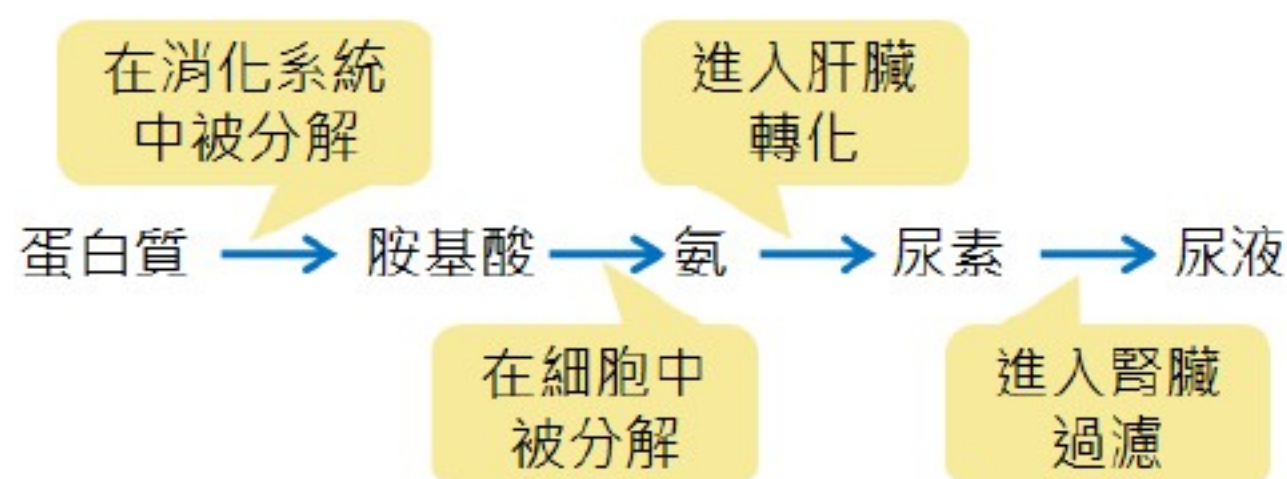 在消化系統
中被分解
進入肝臟
轉化
蛋白質 胺基酸 氨 尿素 尿液
在細胞中
被分解
進入腎臟
過濾